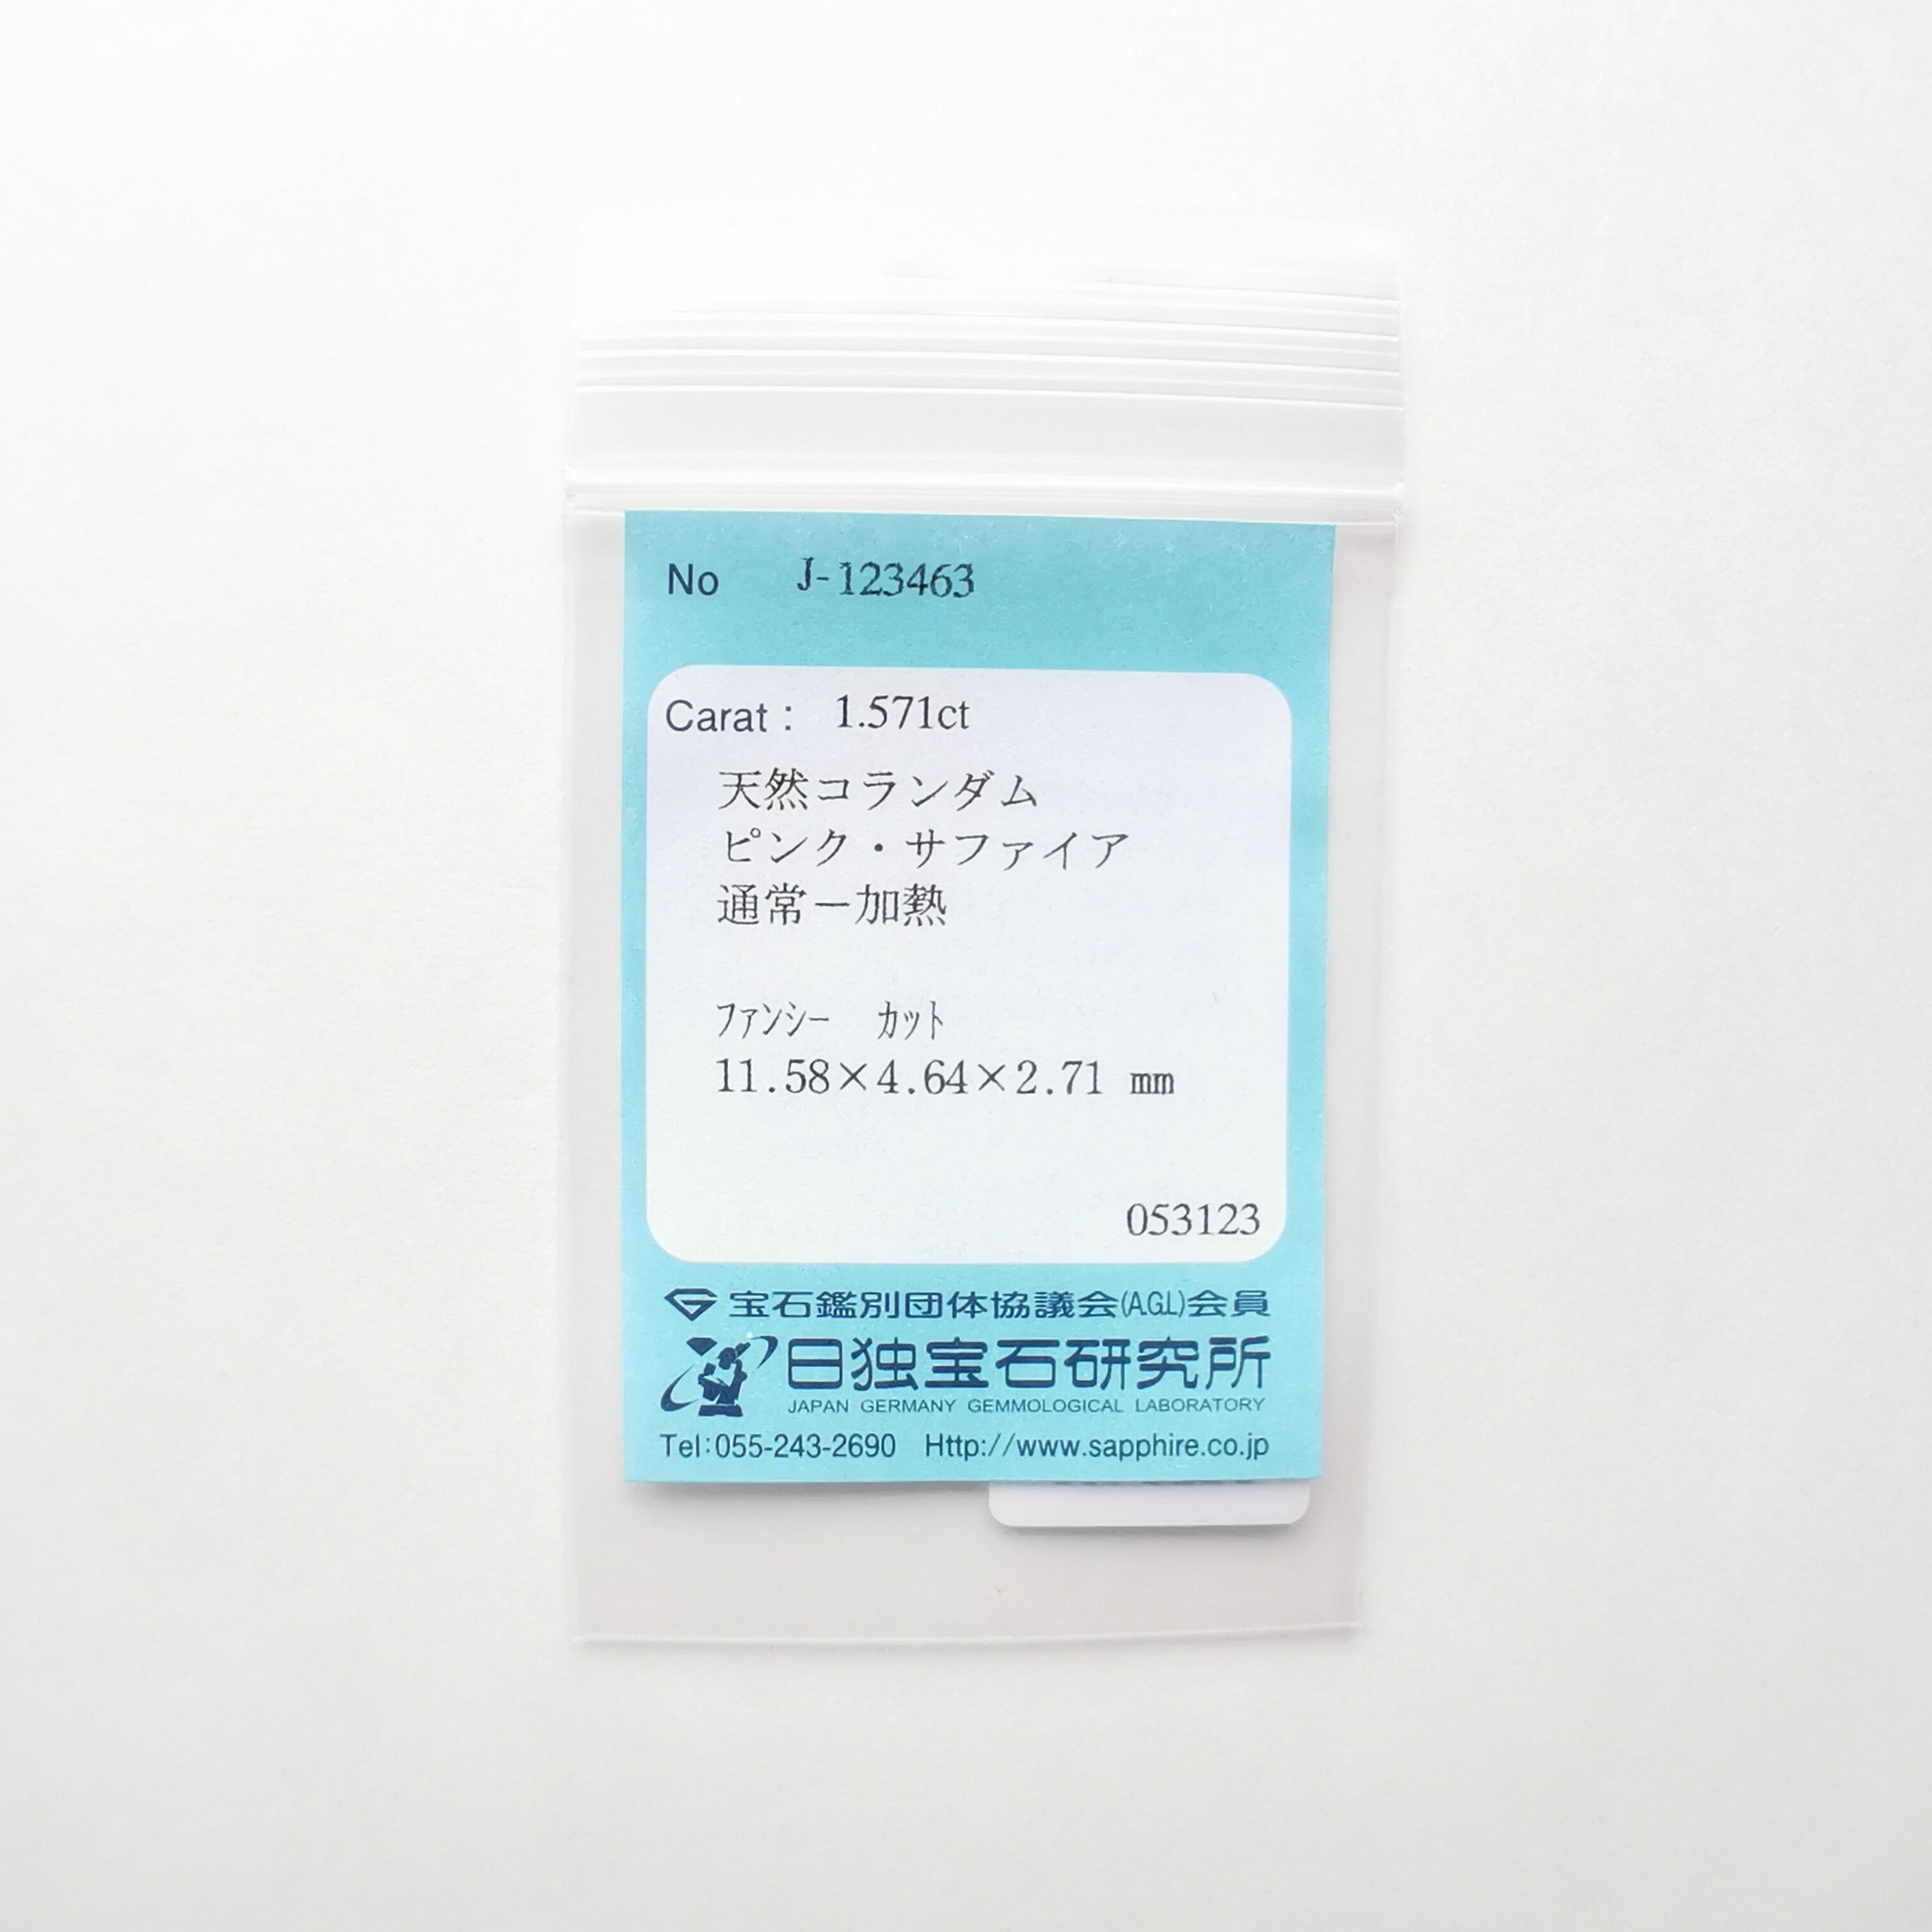 No J-123463
Carat : 1.571ct
天然コランダム
ピンク・サファイア
通常－加熱
ﾌｧﾝｼｰ ｶｯﾄ
11.58×4.64×2.71 mm
053123
宝石鑑別団体協議会(A.G.L)会員
日独宝石研究所
JAPAN GERMANY GEMMOLOGICAL LABORATORY
Tel:055-243-2690 Http://www.sapphire.co.jp